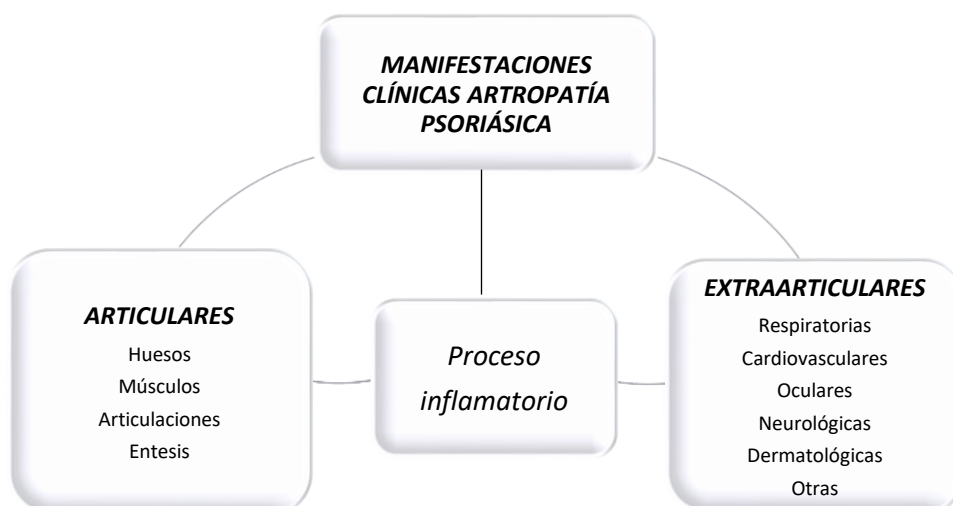 MANIFESTACIONES
CLÍNICAS ARTROPATÍA
PSORIÁSICA
ARTICULARES
Huesos
Músculos
Articulaciones
Entesis
Proceso
inflamatorio
EXTRAARTICULARES
Respiratorias
Cardiovasculares
Oculares
Neurológicas
Dermatológicas
Otras